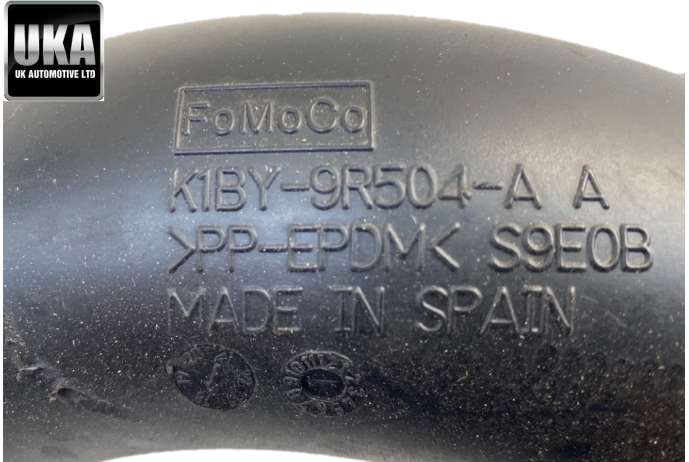 UKA
UK AUTOMOTIVE LTD
FoMoCo
K1BY-9R504-A A
>PP-EPDM< S9E0B
MADE IN SPAIN